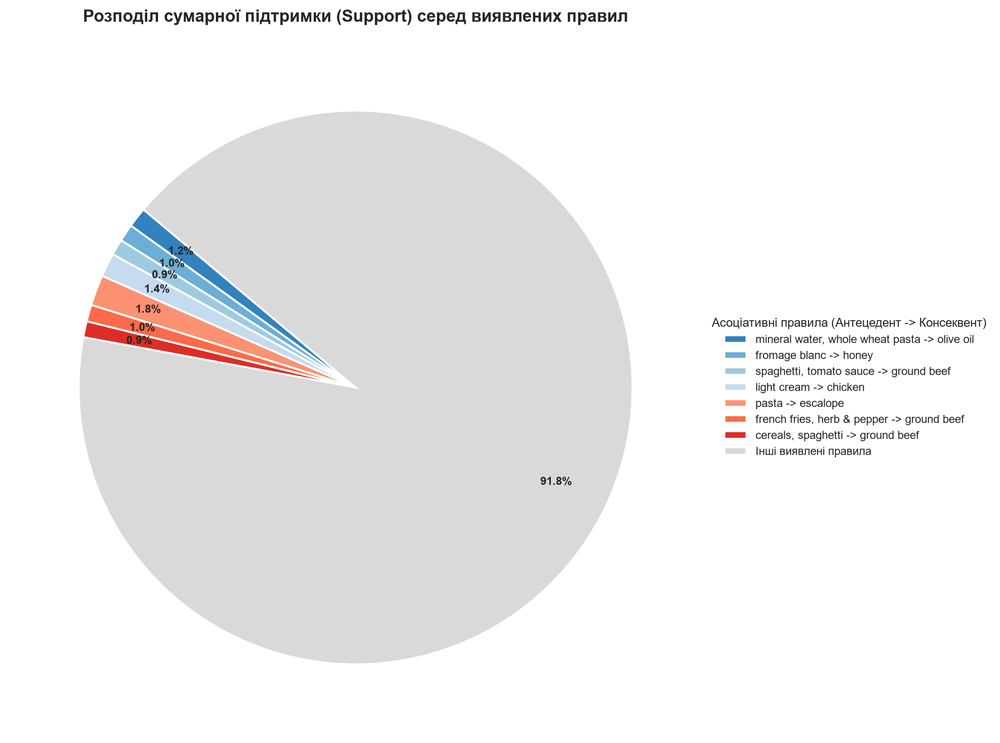 Розподіл сумарної підтримки (Support) серед виявлених правил
1.2%
1.0%
0.9%
1.4%
1.8%
1.0%
0.9%
91.8%
Асоціативні правила (Антецедент -> Консеквент)
mineral water, whole wheat pasta -> olive oil
fromage blanc -> honey
spaghetti, tomato sauce -> ground beef
light cream -> chicken
pasta -> escalope
french fries, herb & pepper -> ground beef
cereals, spaghetti -> ground beef
Інші виявлені правила